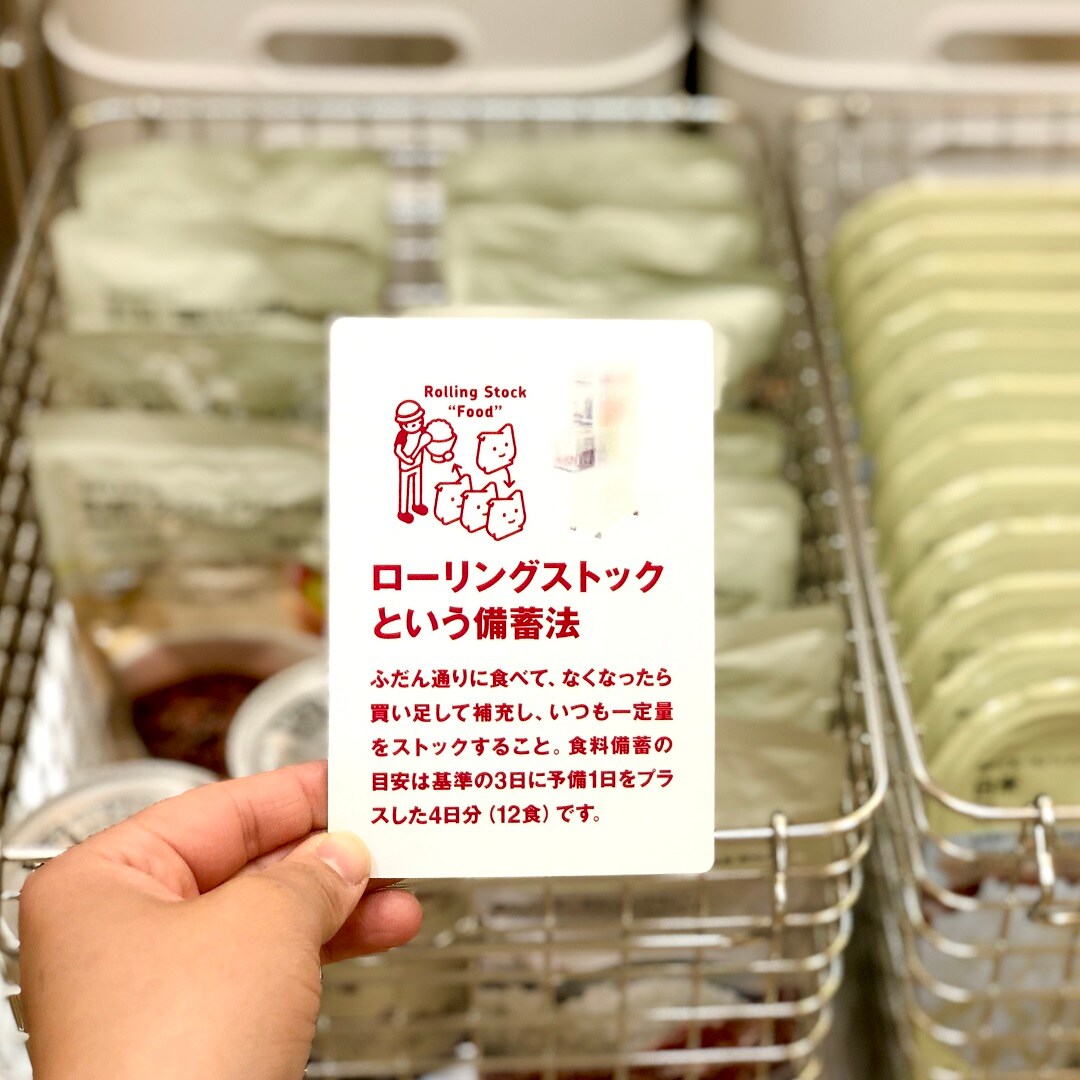 Rolling Stock
“Food”
ローリングストック
という備蓄法
ふだん通りに食べて、なくなったら
買い足して補充し、いつも一定量
をストックすること。食料備蓄の
目安は基準の3日に予備1日をプラ
スした4日分（12食）です。